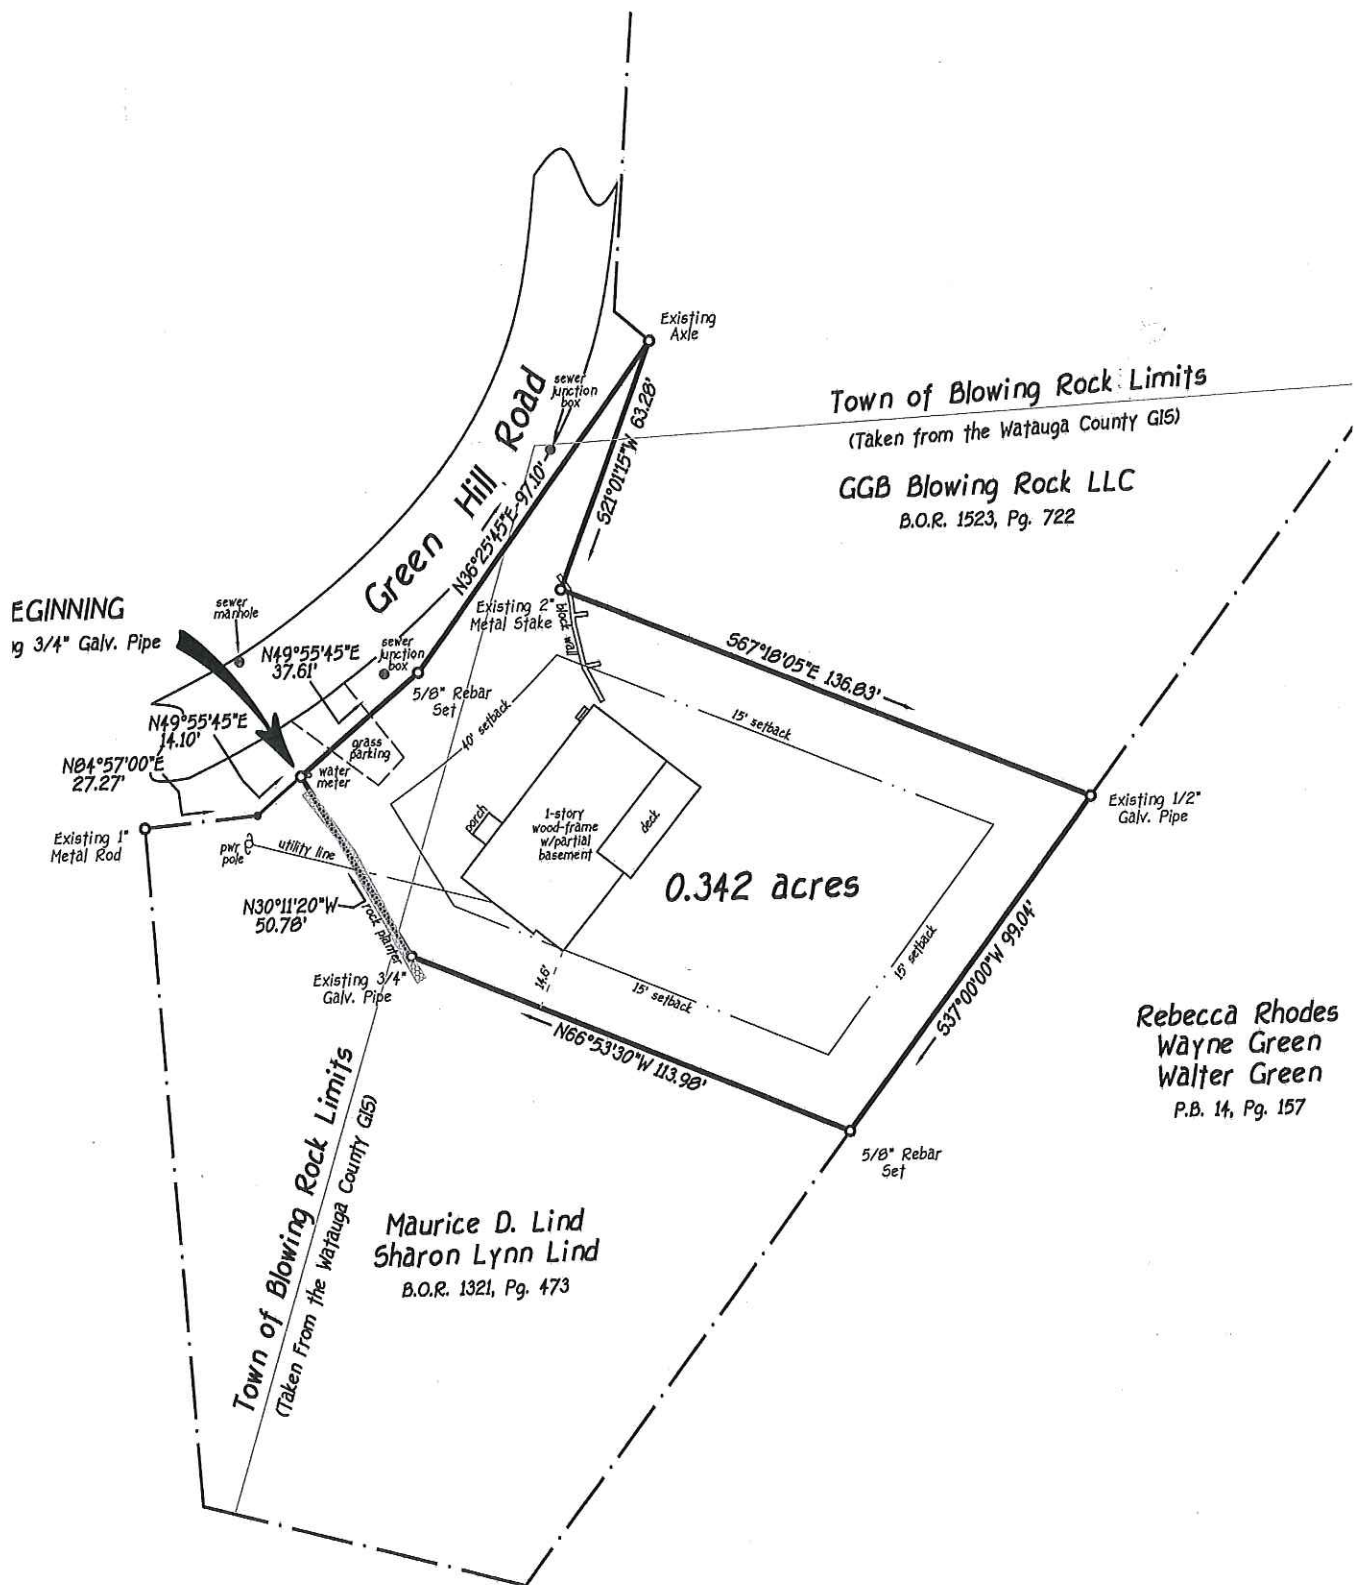 Existing
Axle
sewer
junction
box
Green Hill Road
N36°25'45"E 97.10'
S21°01'15"W 63.28'
Town of Blowing Rock Limits
(Taken from the Watauga County GIS)
GGB Blowing Rock LLC
B.O.R. 1523, Pg. 722
EGINNING
g 3/4" Galv. Pipe
sewer
manhole
N49°55'45"E
37.61'
sewer
junction
box
5/8" Rebar
Set
Existing 2"
Metal Stake
block wall
S67°18'05"E 136.83'
N49°55'45"E
14.10'
N84°57'00"E
27.27'
grass
parking
water
meter
40' setback
15' setback
Existing 1"
Metal Rod
pwr
pole
utility line
porch
1-story
wood-frame
w/partial
basement
deck
0.342 acres
Existing 1/2"
Galv. Pipe
N30°11'20"W
50.78'
rock planter
Existing 3/4"
Galv. Pipe
14.6'
15' setback
15' setback
S37°00'00"W 99.04'
N66°53'30"W 113.98'
Rebecca Rhodes
Wayne Green
Walter Green
P.B. 14, Pg. 157
5/8" Rebar
Set
Town of Blowing Rock Limits
(Taken from the Watauga County GIS)
Maurice D. Lind
Sharon Lynn Lind
B.O.R. 1321, Pg. 473